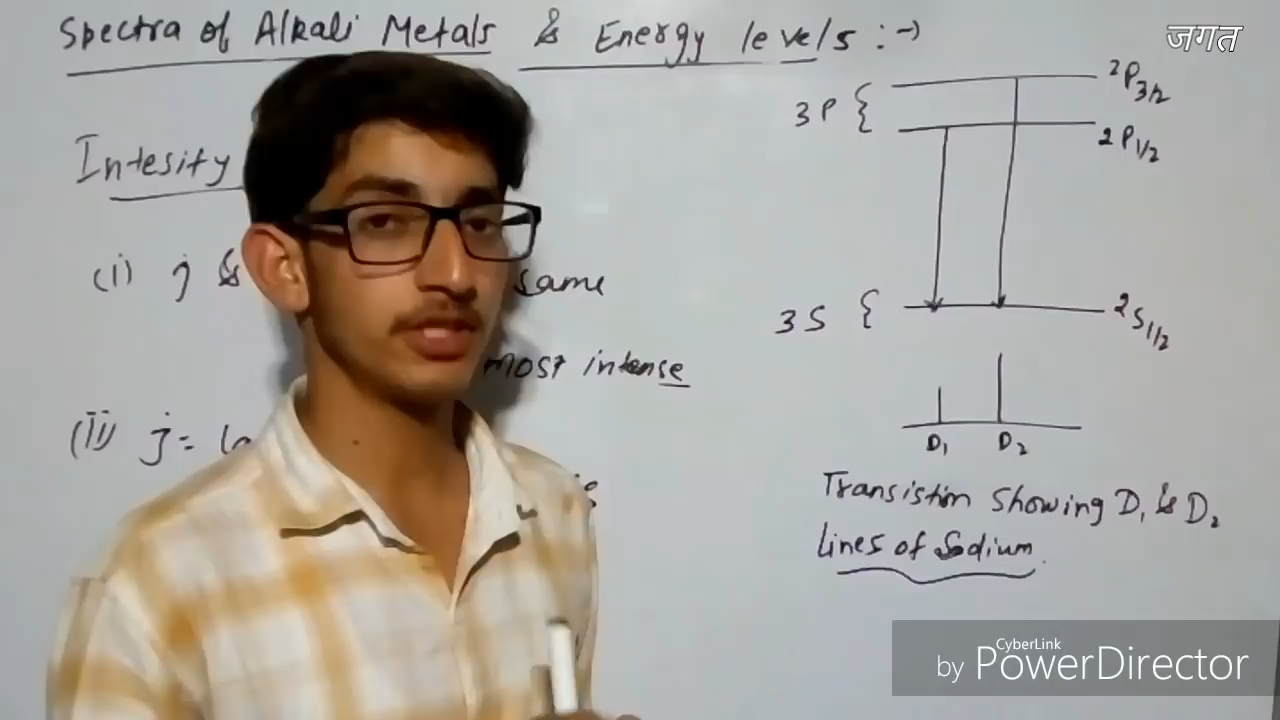 Spectra of Alkali Metals & Energy levels :→
जगत
Intesity
(i) j & same
most intense
(ii) j =
3P { ²P3/2
²P1/2
3S { ²S1/2
D1 D2
Transistion showing D1 & D2
lines of Sodium.
CyberLink
by PowerDirector